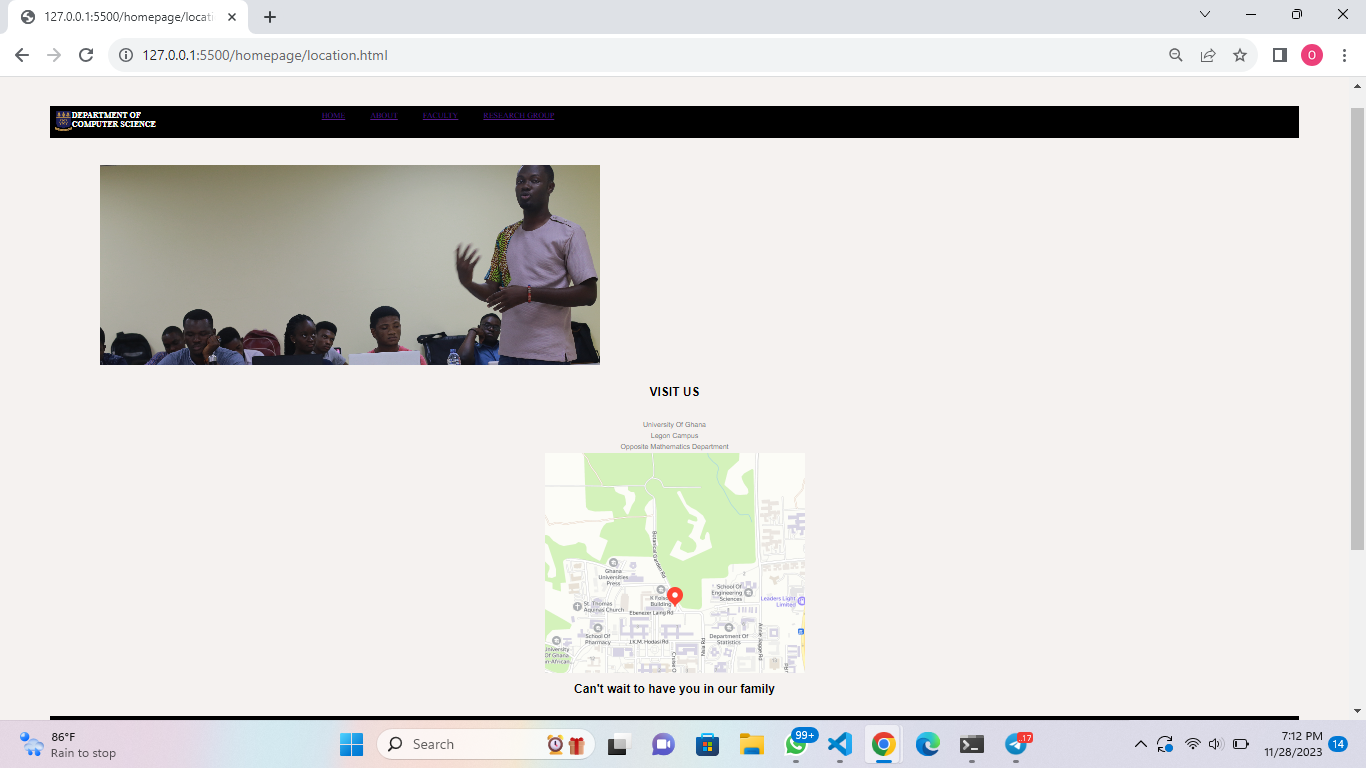 127.0.0.1:5500/homepage/locati
127.0.0.1:5500/homepage/location.html
O
DEPARTMENT OF
COMPUTER SCIENCE
HOME ABOUT FACULTY RESEARCH GROUP
VISIT US
University Of Ghana
Legon Campus
Opposite Mathematics Department
Botanical Garden Rd
Ghana
Universities
Press
K Folson
Building
School Of
Engineering
Sciences
Leaders Light
Limited
St. Thomas
Aquinas Church
Ebenezer Laing Rd
School Of
Pharmacy
J.K.M. Hodasi Rd
Department Of
Statistics
University
Of Ghana
Can't wait to have you in our family
86°F
Rain to stop
Search
99+
17
7:12 PM
11/28/2023
14